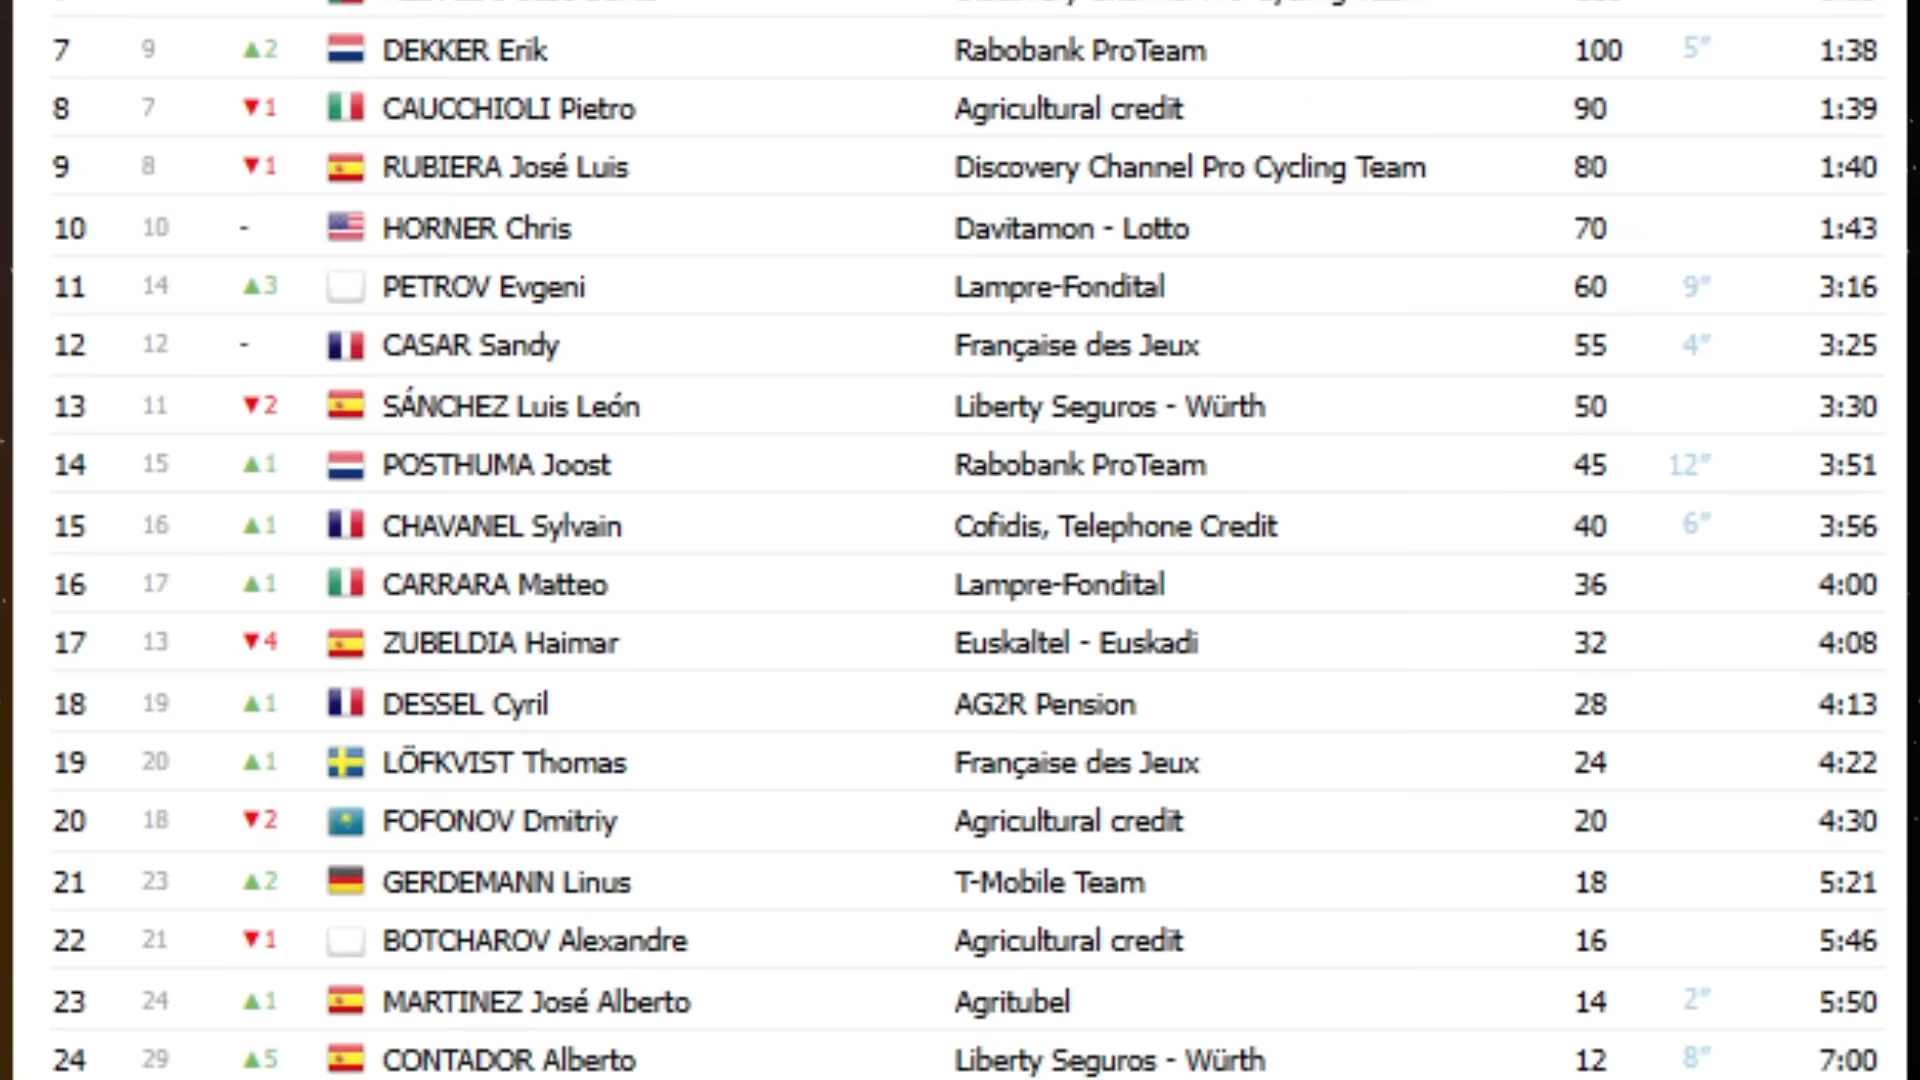 7 9 ▲2 DEKKER Erik Rabobank ProTeam 100 5″ 1:38
8 7 ▼1 CAUCCHIOLI Pietro Agricultural credit 90 1:39
9 8 ▼1 RUBIERA José Luis Discovery Channel Pro Cycling Team 80 1:40
10 10 - HORNER Chris Davitamon - Lotto 70 1:43
11 14 ▲3 PETROV Evgeni Lampre-Fondital 60 9″ 3:16
12 12 - CASAR Sandy Française des Jeux 55 4″ 3:25
13 11 ▼2 SÁNCHEZ Luis León Liberty Seguros - Würth 50 3:30
14 15 ▲1 POSTHUMA Joost Rabobank ProTeam 45 12″ 3:51
15 16 ▲1 CHAVANEL Sylvain Cofidis, Telephone Credit 40 6″ 3:56
16 17 ▲1 CARRARA Matteo Lampre-Fondital 36 4:00
17 13 ▼4 ZUBELDIA Haimar Euskaltel - Euskadi 32 4:08
18 19 ▲1 DESSEL Cyril AG2R Pension 28 4:13
19 20 ▲1 LÖFKVIST Thomas Française des Jeux 24 4:22
20 18 ▼2 FOFONOV Dmitriy Agricultural credit 20 4:30
21 23 ▲2 GERDEMANN Linus T-Mobile Team 18 5:21
22 21 ▼1 BOTCHAROV Alexandre Agricultural credit 16 5:46
23 24 ▲1 MARTINEZ José Alberto Agritubel 14 2″ 5:50
24 29 ▲5 CONTADOR Alberto Liberty Seguros - Würth 12 8″ 7:00